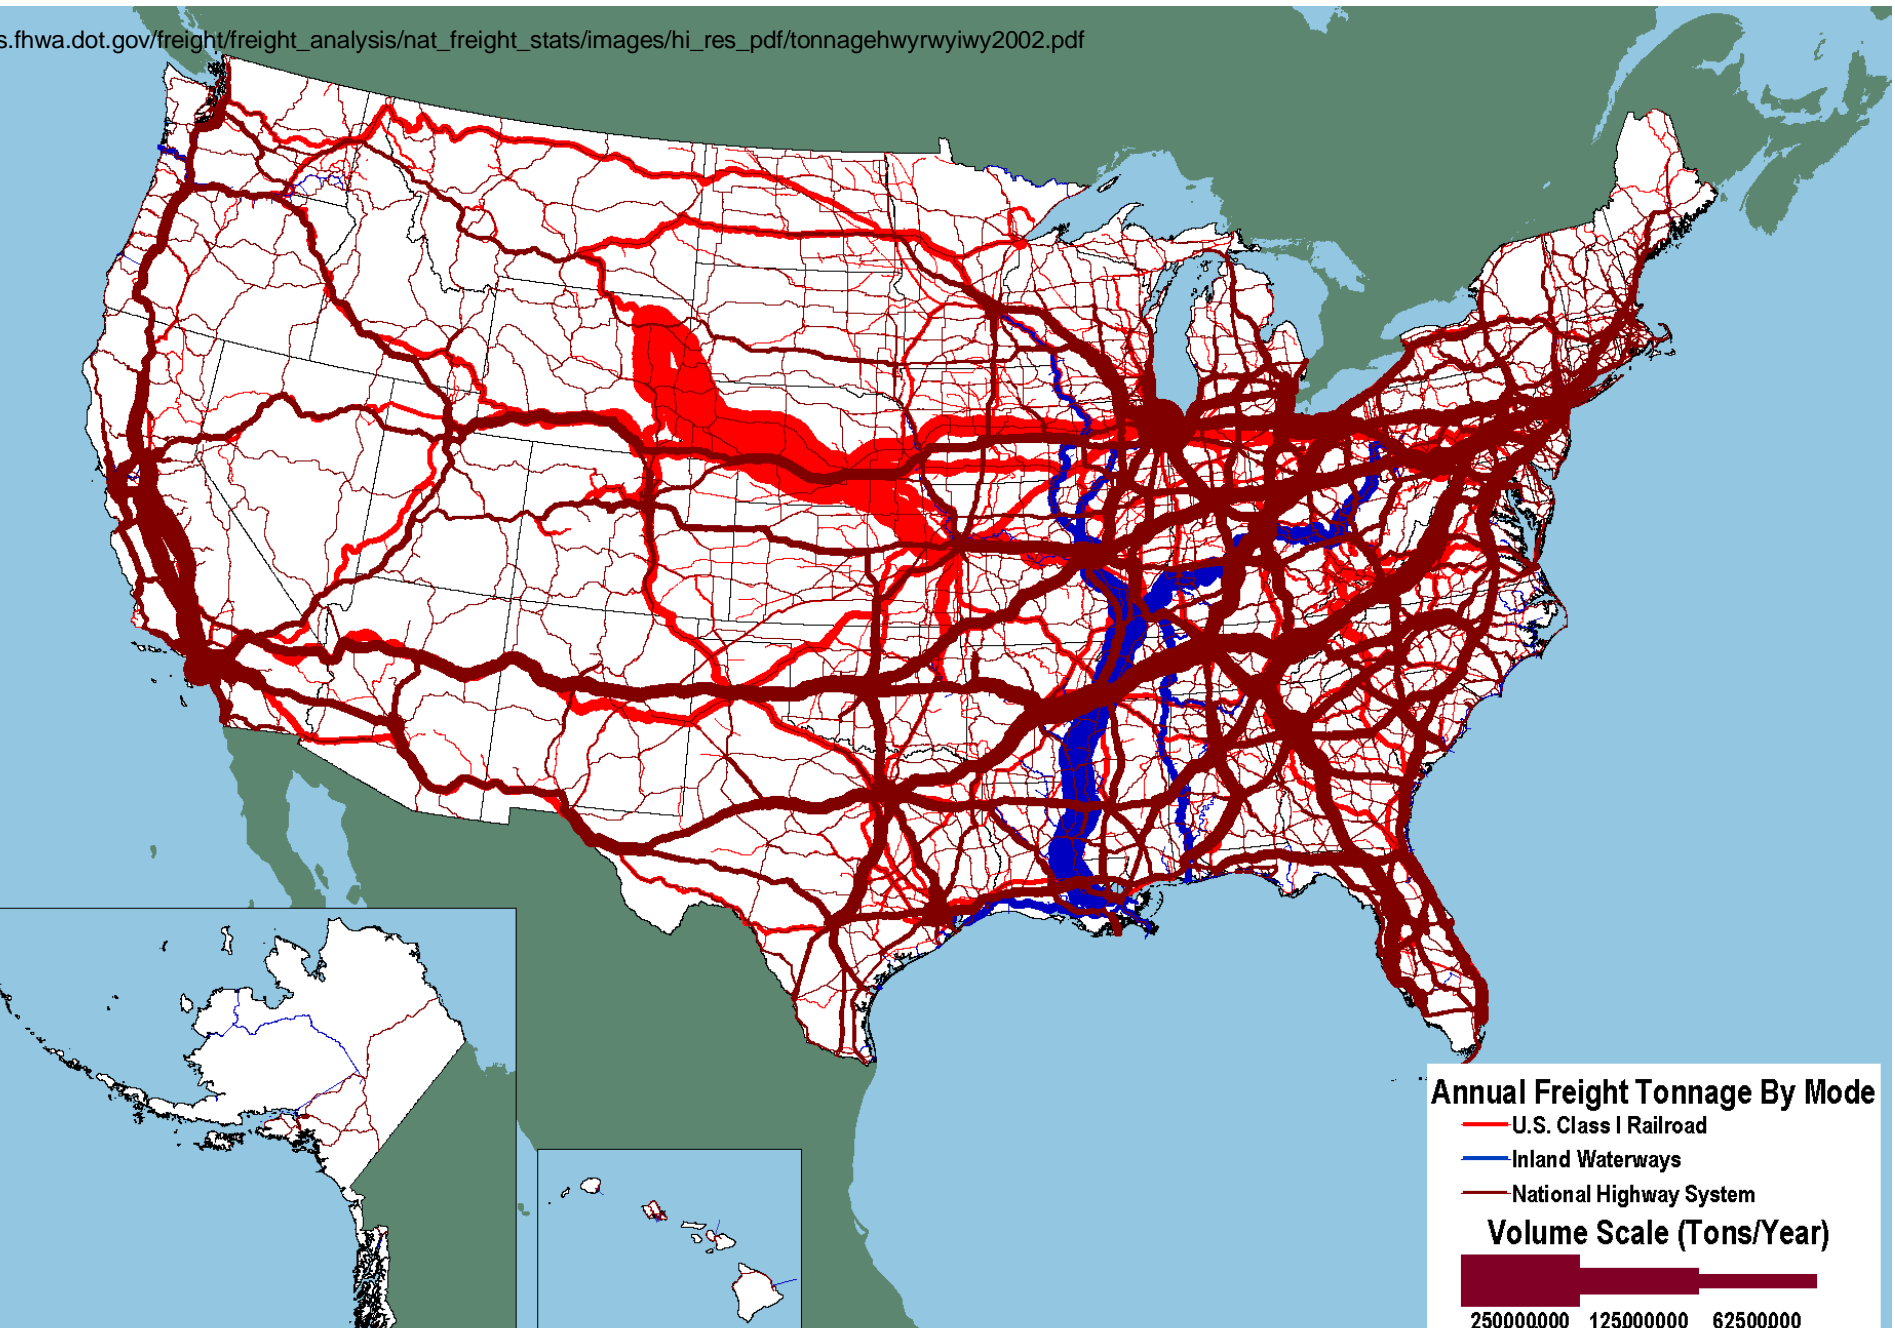 s.fhwa.dot.gov/freight/freight_analysis/nat_freight_stats/images/hi_res_pdf/tonnagehwyrwyiwy2002.pdf
Annual Freight Tonnage By Mode
U.S. Class I Railroad
Inland Waterways
National Highway System
Volume Scale (Tons/Year)
250000000 125000000 62500000